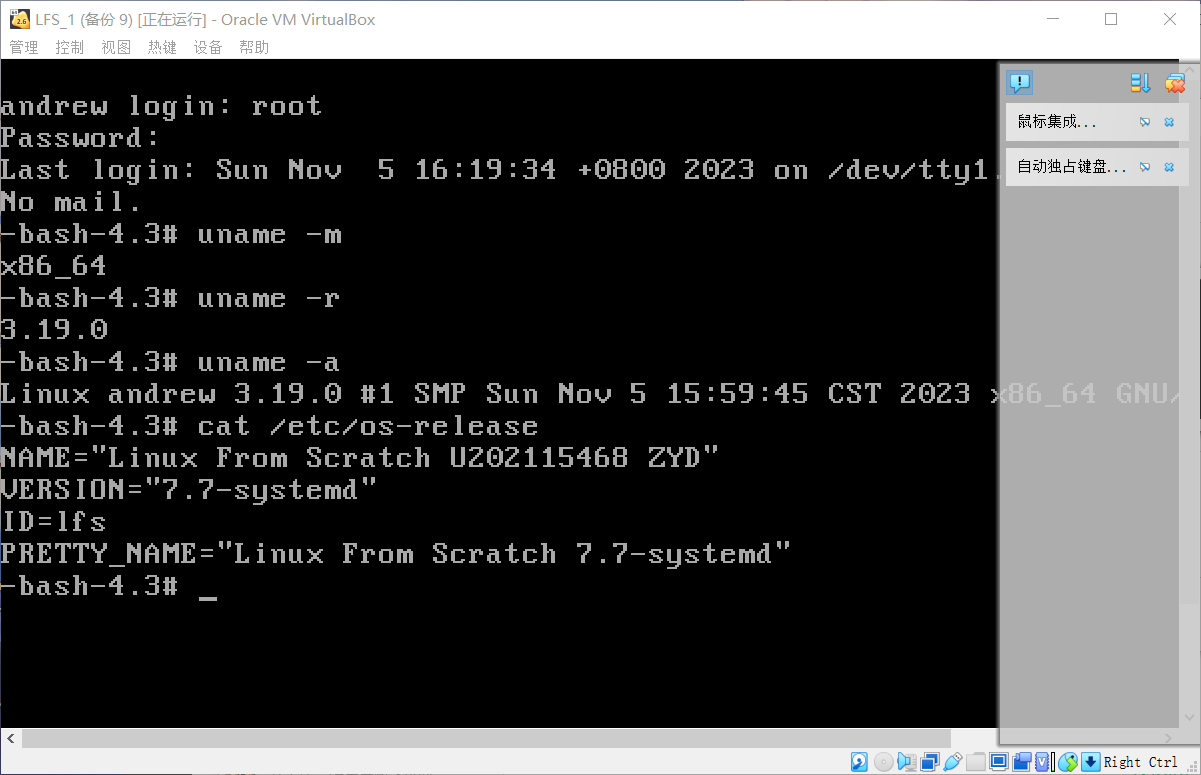 LFS_1 (备份 9) [正在运行] - Oracle VM VirtualBox
管理 控制 视图 热键 设备 帮助
andrew login: root
Password:
Last login: Sun Nov  5 16:19:34 +0800 2023 on /dev/tty1.
No mail.
-bash-4.3# uname -m
x86_64
-bash-4.3# uname -r
3.19.0
-bash-4.3# uname -a
Linux andrew 3.19.0 #1 SMP Sun Nov 5 15:59:45 CST 2023 x86_64 GNU/
-bash-4.3# cat /etc/os-release
NAME="Linux From Scratch U202115468 ZYD"
VERSION="7.7-systemd"
ID=lfs
PRETTY_NAME="Linux From Scratch 7.7-systemd"
-bash-4.3# _
鼠标集成...
自动独占键盘...
Right Ctrl